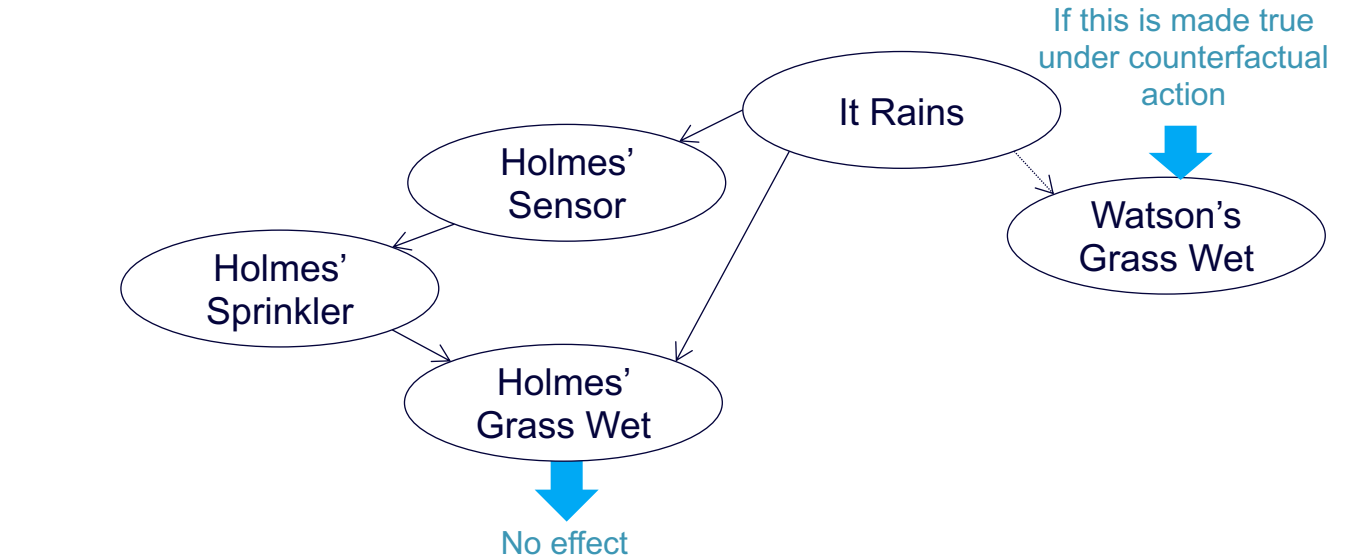 If this is made true
under counterfactual
action
It Rains
Holmes’
Sensor
Watson’s
Grass Wet
Holmes’
Sprinkler
Holmes’
Grass Wet
No effect